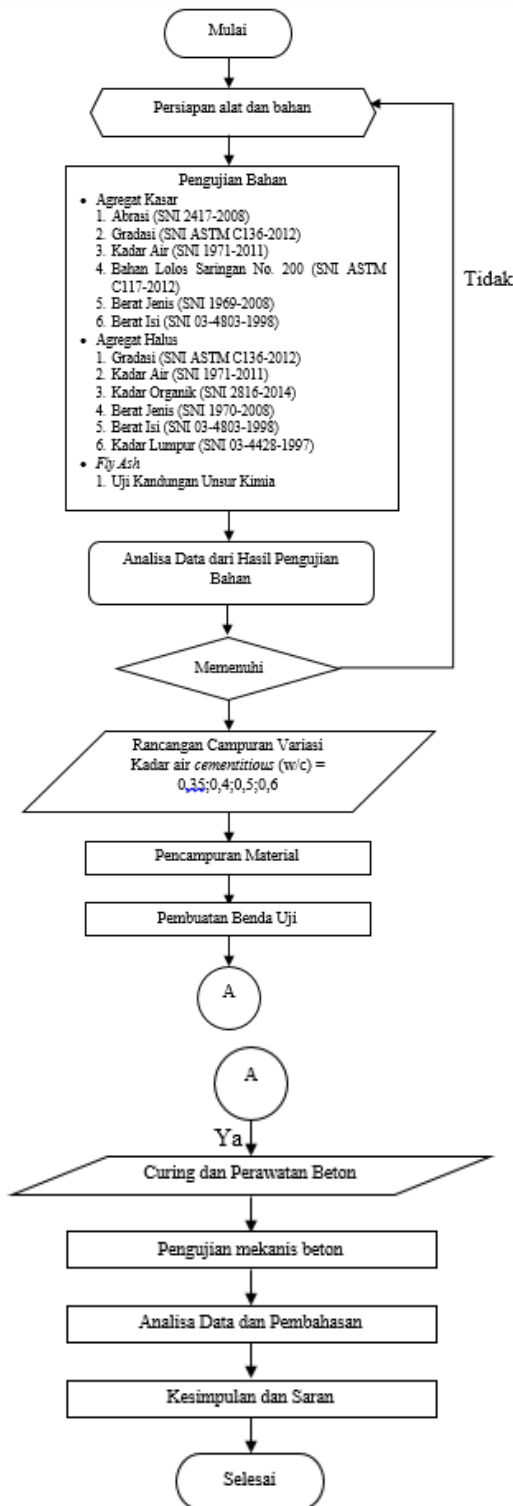 Mulai
Persiapan alat dan bahan
Pengujian Bahan
• Agregat Kasar
1. Abrasi (SNI 2417-2008)
2. Gradasi (SNI ASTM C136-2012)
3. Kadar Air (SNI 1971-2011)
4. Bahan Lolos Saringan No. 200 (SNI ASTM
C117-2012)
5. Berat Jenis (SNI 1969-2008)
6. Berat Isi (SNI 03-4803-1998)
• Agregat Halus
1. Gradasi (SNI ASTM C136-2012)
2. Kadar Air (SNI 1971-2011)
3. Kadar Organik (SNI 2816-2014)
4. Berat Jenis (SNI 1970-2008)
5. Berat Isi (SNI 03-4803-1998)
6. Kadar Lumpur (SNI 03-4428-1997)
• Fly Ash
1. Uji Kandungan Unsur Kimia
Tidak
Analisa Data dari Hasil Pengujian
Bahan
Memenuhi
Rancangan Campuran Variasi
Kadar air cementitious (w/c) =
0,35;0,4;0,5;0,6
Pencampuran Material
Pembuatan Benda Uji
A
A
Ya
Curing dan Perawatan Beton
Pengujian mekanis beton
Analisa Data dan Pembahasan
Kesimpulan dan Saran
Selesai